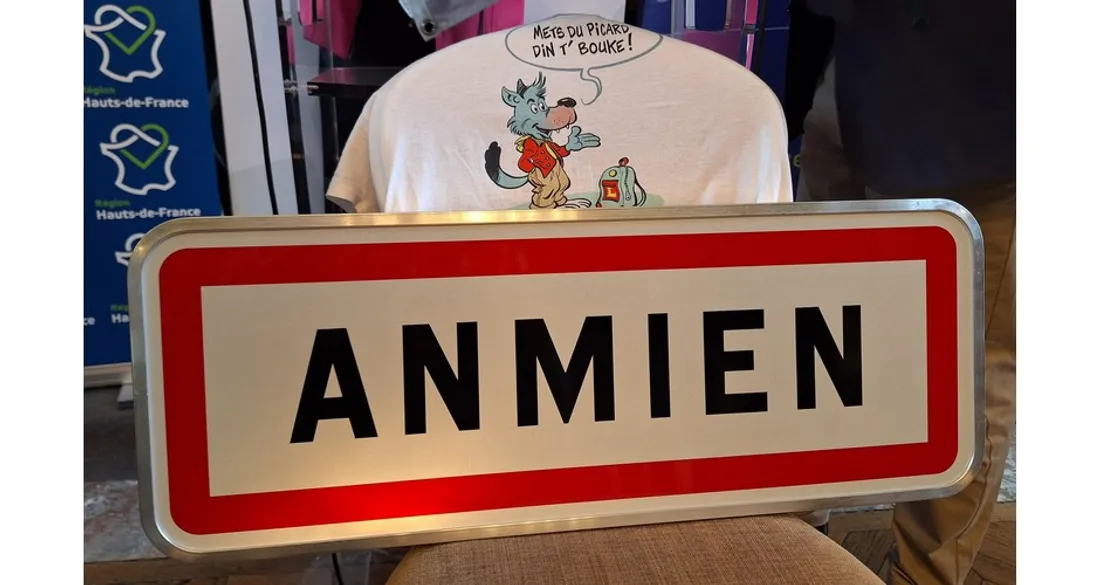 METS DU PICARD
DIN T' BOUKE!
Région
Hauts-de-France
Région
Hauts-de-France
L
ANMIEN